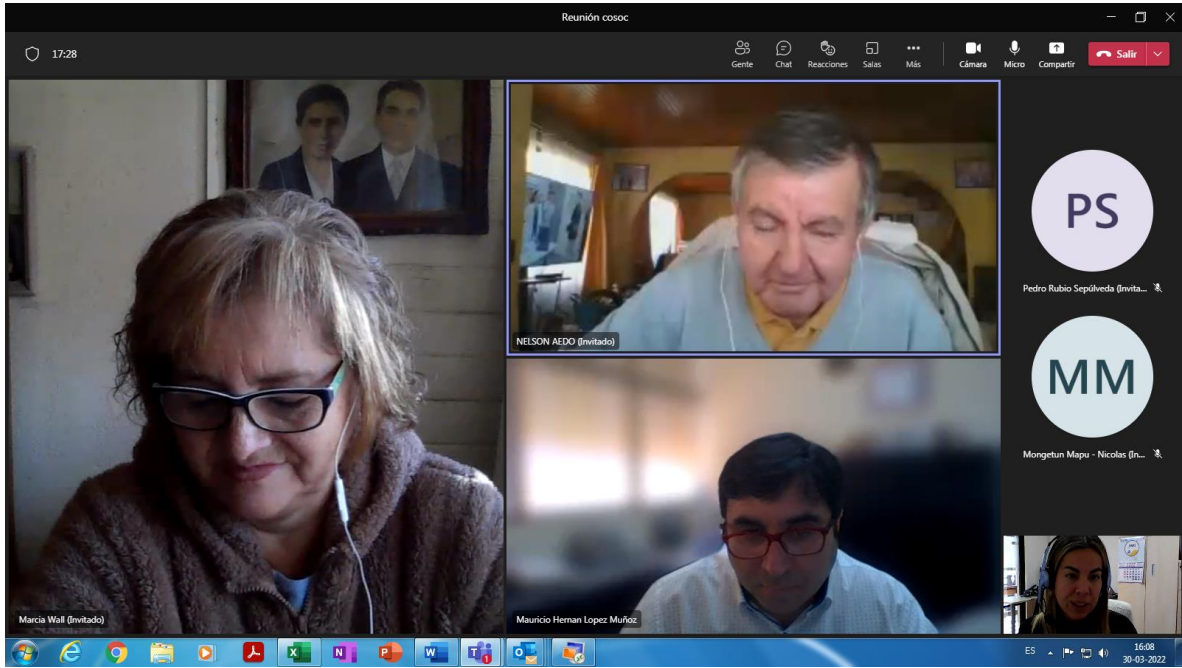 Reunión cosoc
17:28
Gente
Chat
Reacciones
Salas
Más
Cámara
Micro
Compartir
Salir
NELSON AEDO (Invitado)
PS
Pedro Rubio Sepúlveda (Invita...
MM
Mongetun Mapu - Nicolas (In...
Marcia Wall (Invitado)
Mauricio Hernan Lopez Muñoz
ES
16:08
30-03-2022